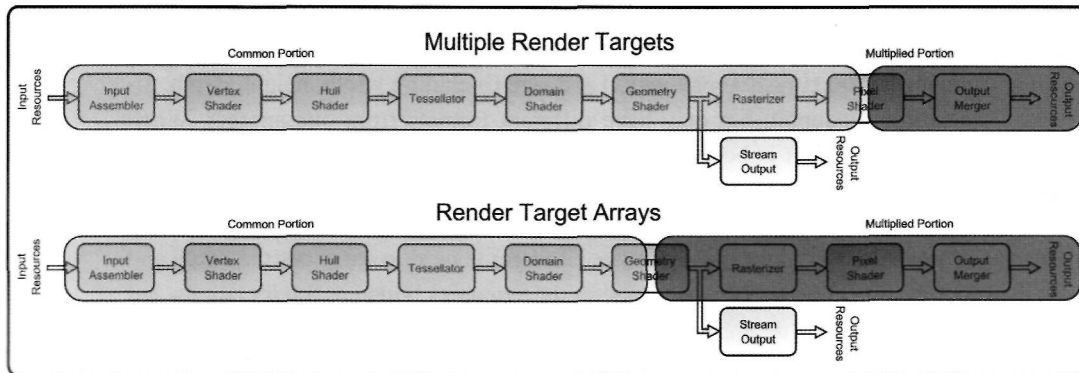 Multiple Render Targets
Common Portion
Multiplied Portion
Input
Resources
Input
Assembler
Vertex
Shader
Hull
Shader
Tessellator
Domain
Shader
Geometry
Shader
Rasterizer
Pixel
Shader
Output
Merger
Output
Resources
Stream
Output
Output
Resources
Render Target Arrays
Common Portion
Multiplied Portion
Input
Resources
Input
Assembler
Vertex
Shader
Hull
Shader
Tessellator
Domain
Shader
Geometry
Shader
Rasterizer
Pixel
Shader
Output
Merger
Output
Resources
Stream
Output
Output
Resources